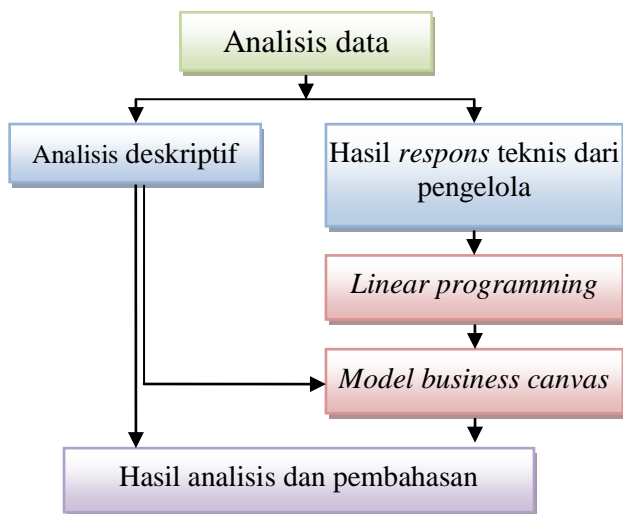 Analisis data
Analisis deskriptif
Hasil respons teknis dari
pengelola
Linear programming
Model business canvas
Hasil analisis dan pembahasan